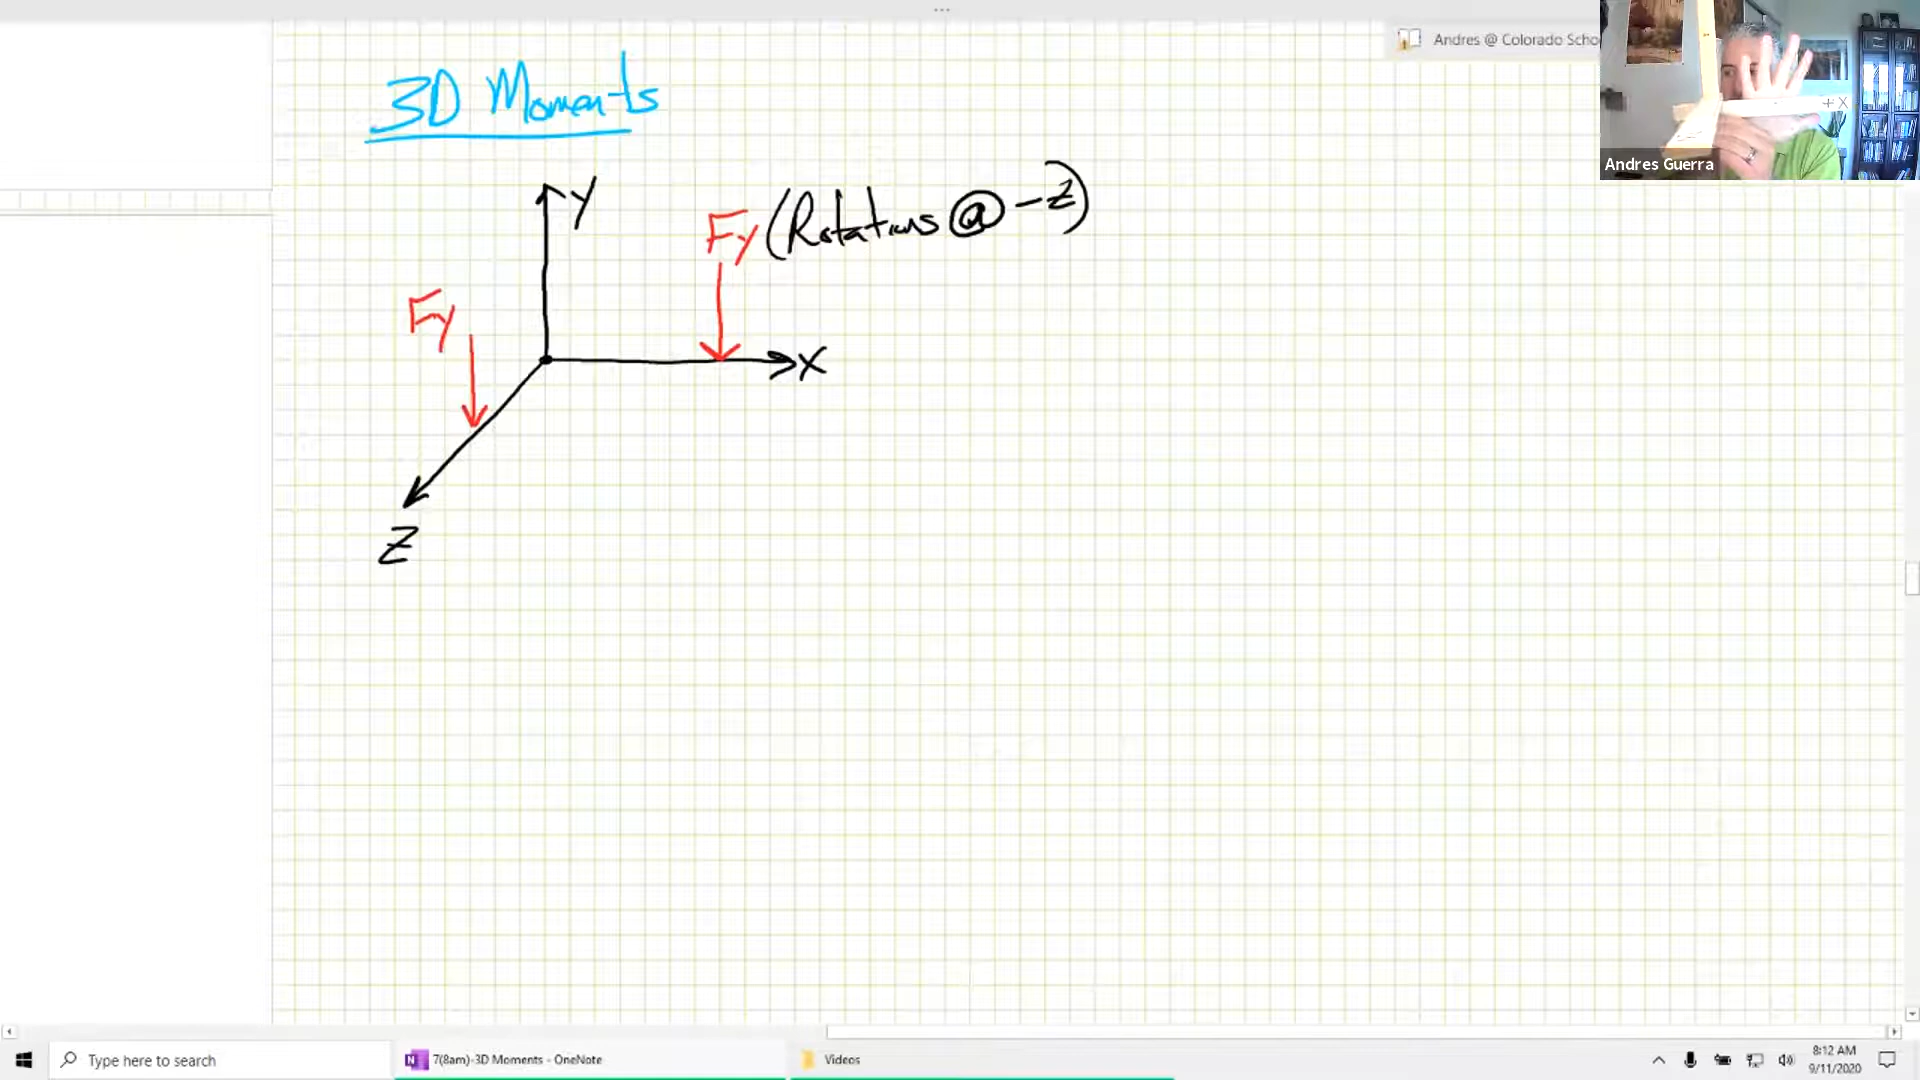 ...
Andres @ Colorado Scho
+ X
Andres Guerra
3D Moments
Y
Fy (Rotations @ -Z)
Fy
X
Z
Type here to search
N
7(8am)-3D Moments - OneNote
Videos
8:12 AM
9/11/2020